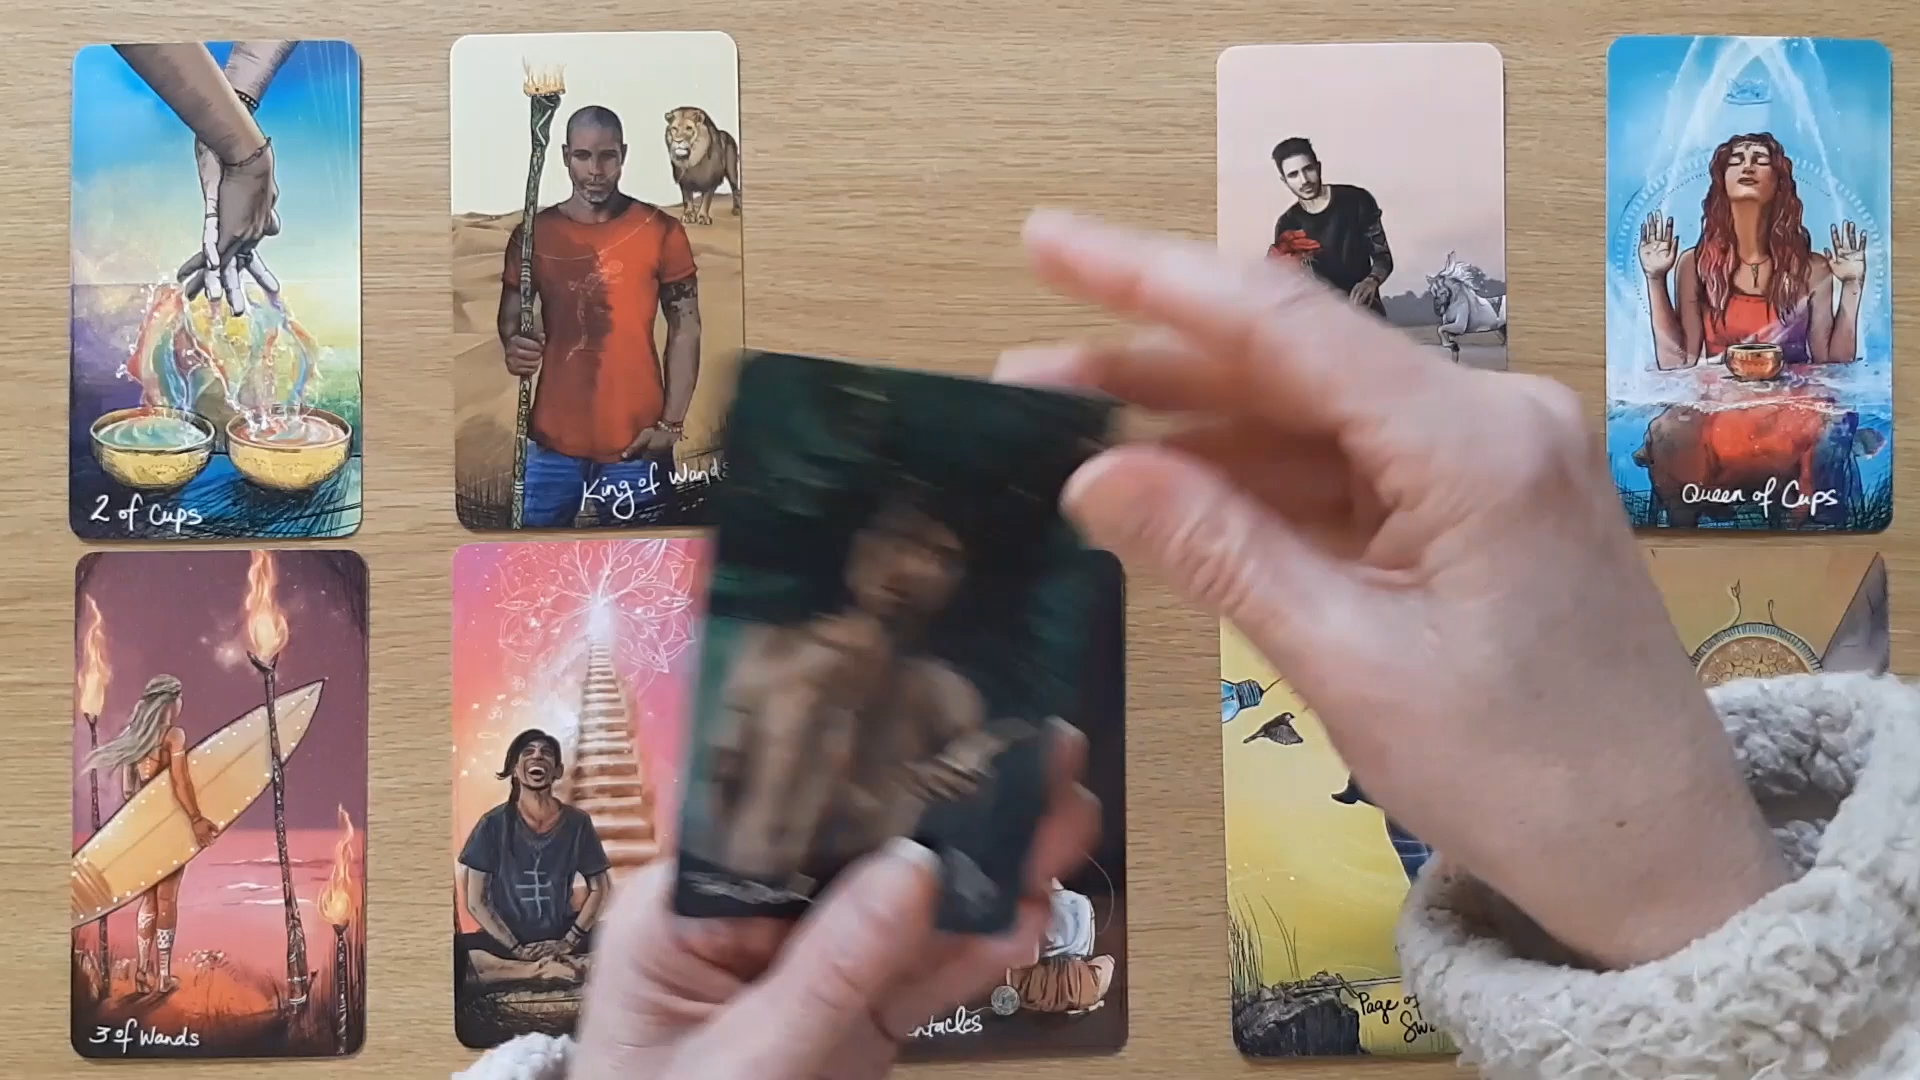 2 of Cups
King of Wands
Queen of Cups
3 of Wands
entacles
Page of
Sw